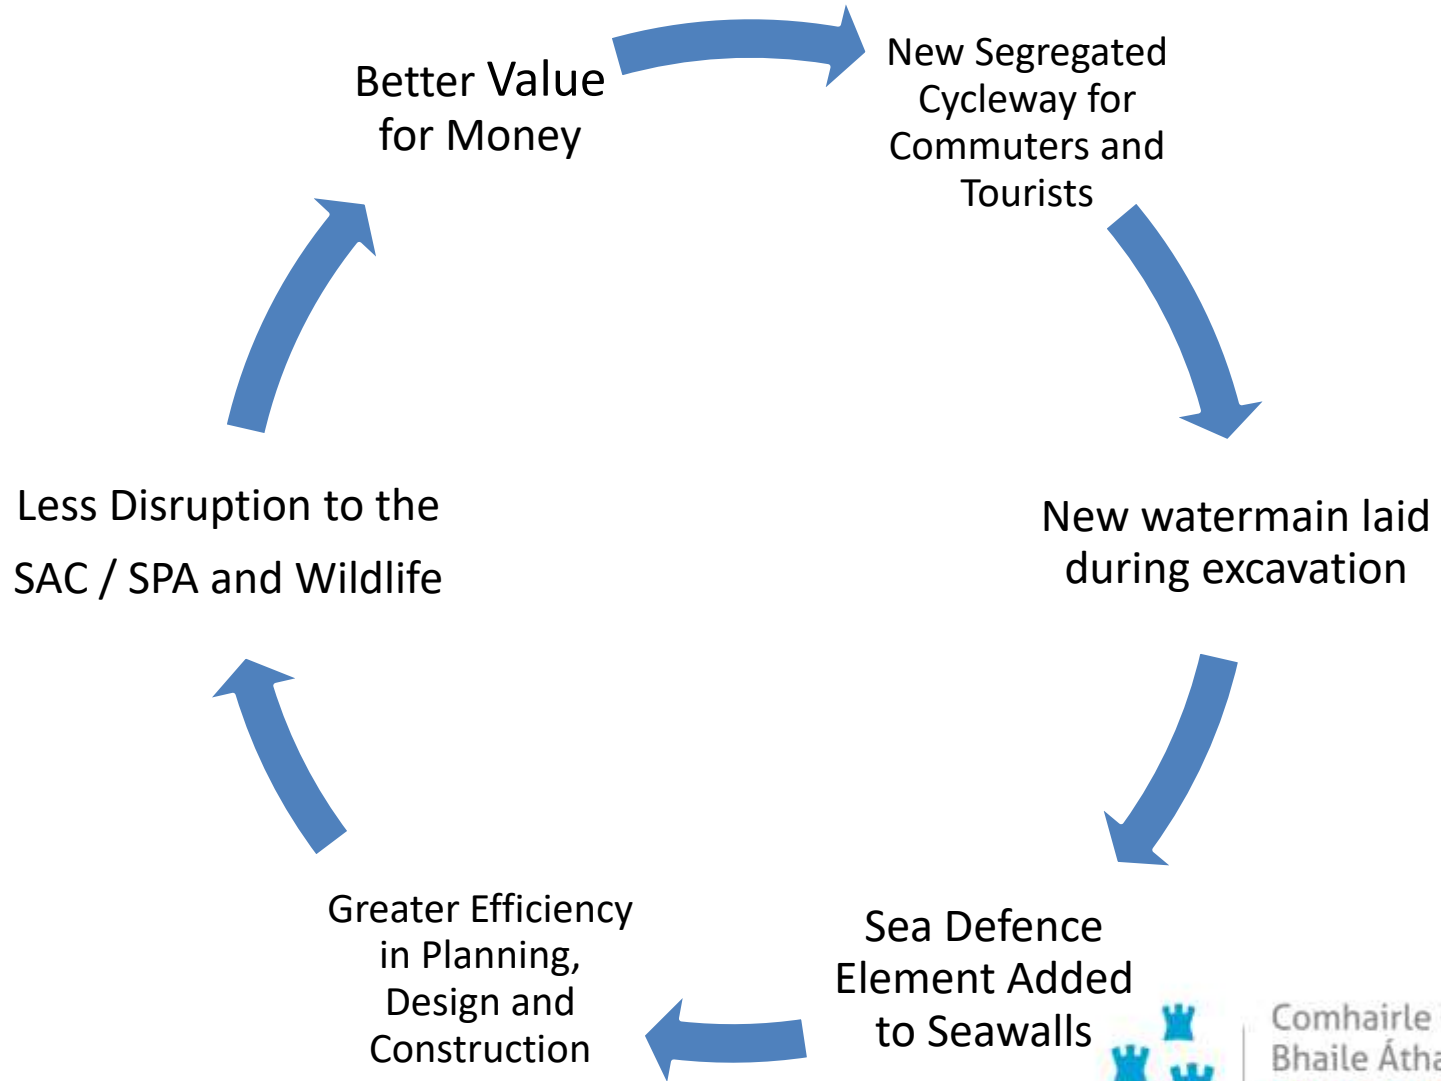 Better Value
for Money
New Segregated
Cycleway for
Commuters and
Tourists
New watermain laid
during excavation
Sea Defence
Element Added
to Seawalls
Greater Efficiency
in Planning,
Design and
Construction
Less Disruption to the
SAC / SPA and Wildlife
Comhairle
Bhaile Átha